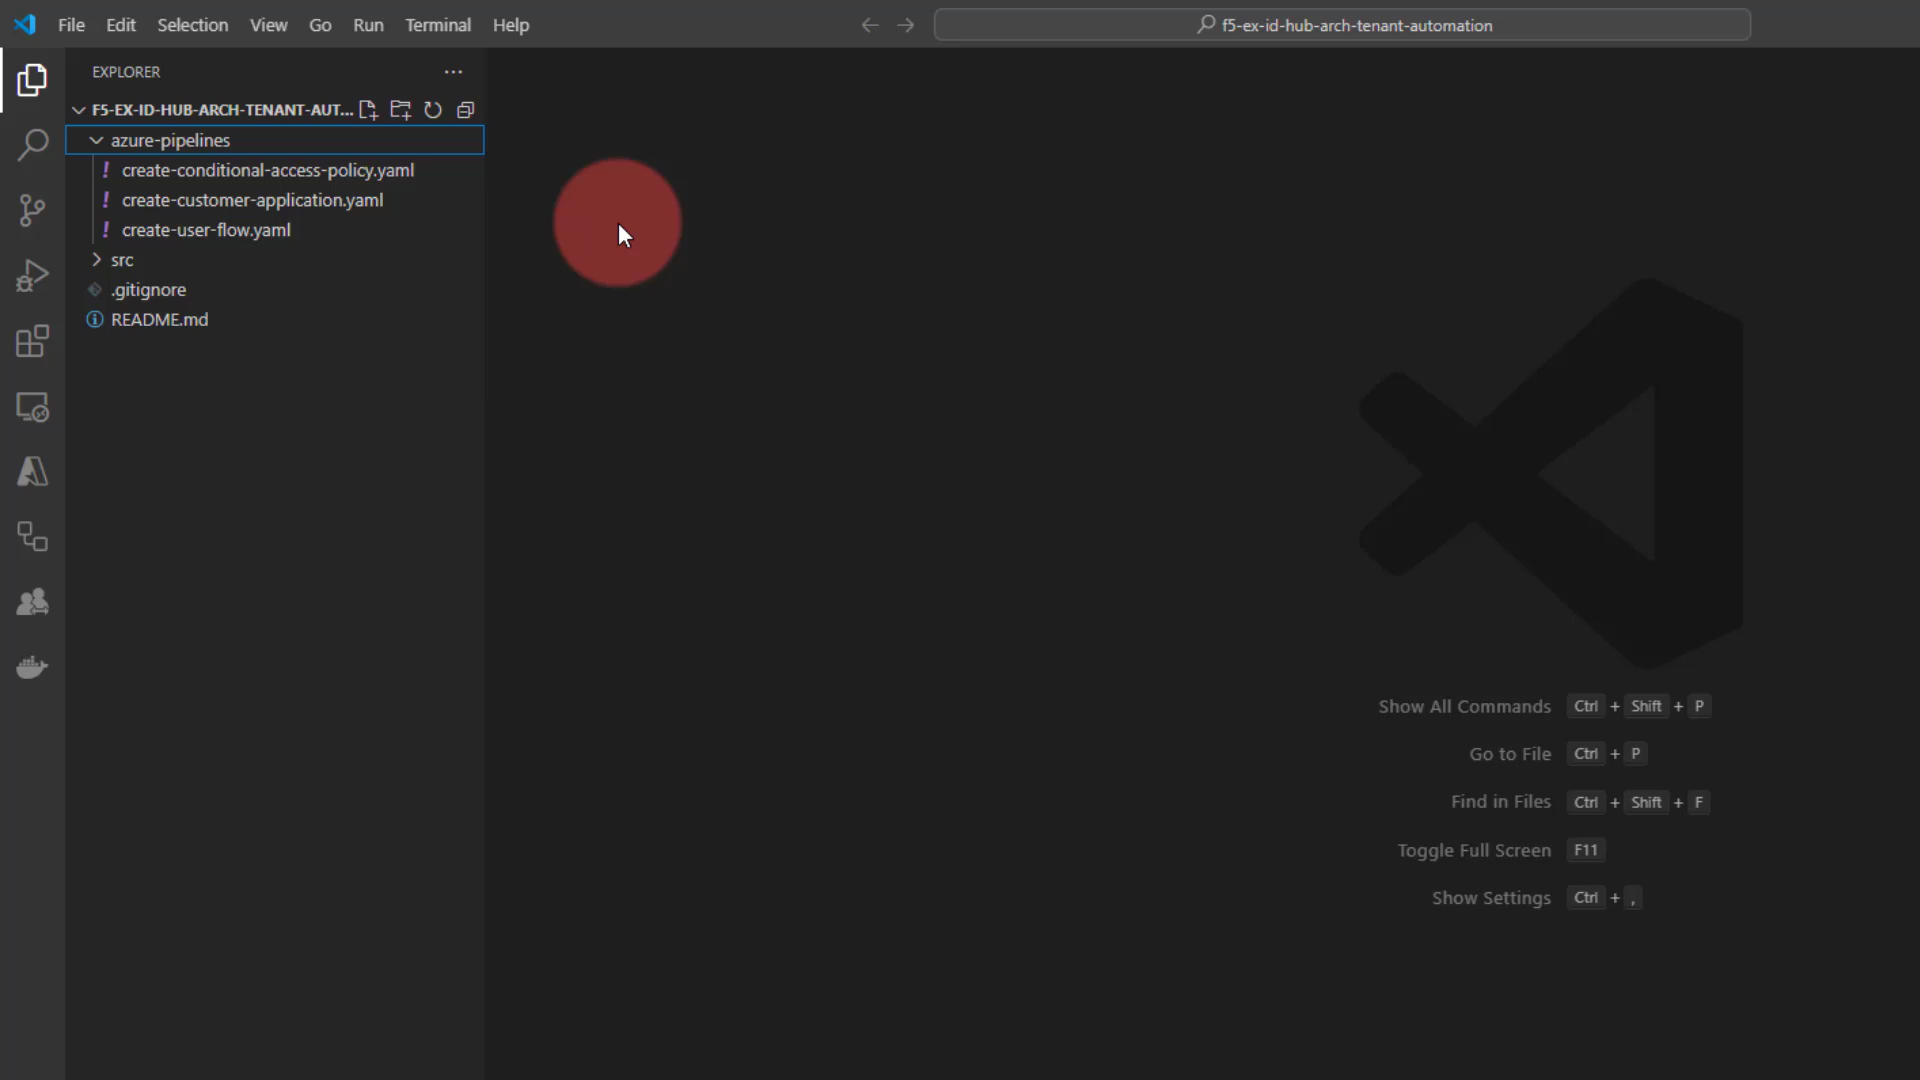 File Edit Selection View Go Run Terminal Help
f5-ex-id-hub-arch-tenant-automation
EXPLORER
F5-EX-ID-HUB-ARCH-TENANT-AUT...
azure-pipelines
! create-conditional-access-policy.yaml
! create-customer-application.yaml
! create-user-flow.yaml
src
.gitignore
README.md
Show All Commands Ctrl + Shift + P
Go to File Ctrl + P
Find in Files Ctrl + Shift + F
Toggle Full Screen F11
Show Settings Ctrl + ,